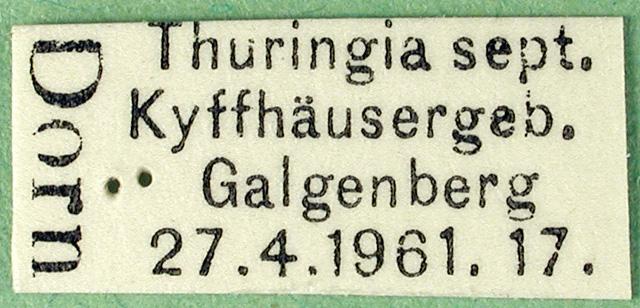 Thuringia sept.
Kyffhäusergeb.
Galgenberg
27.4.1961. 17.
Dorn